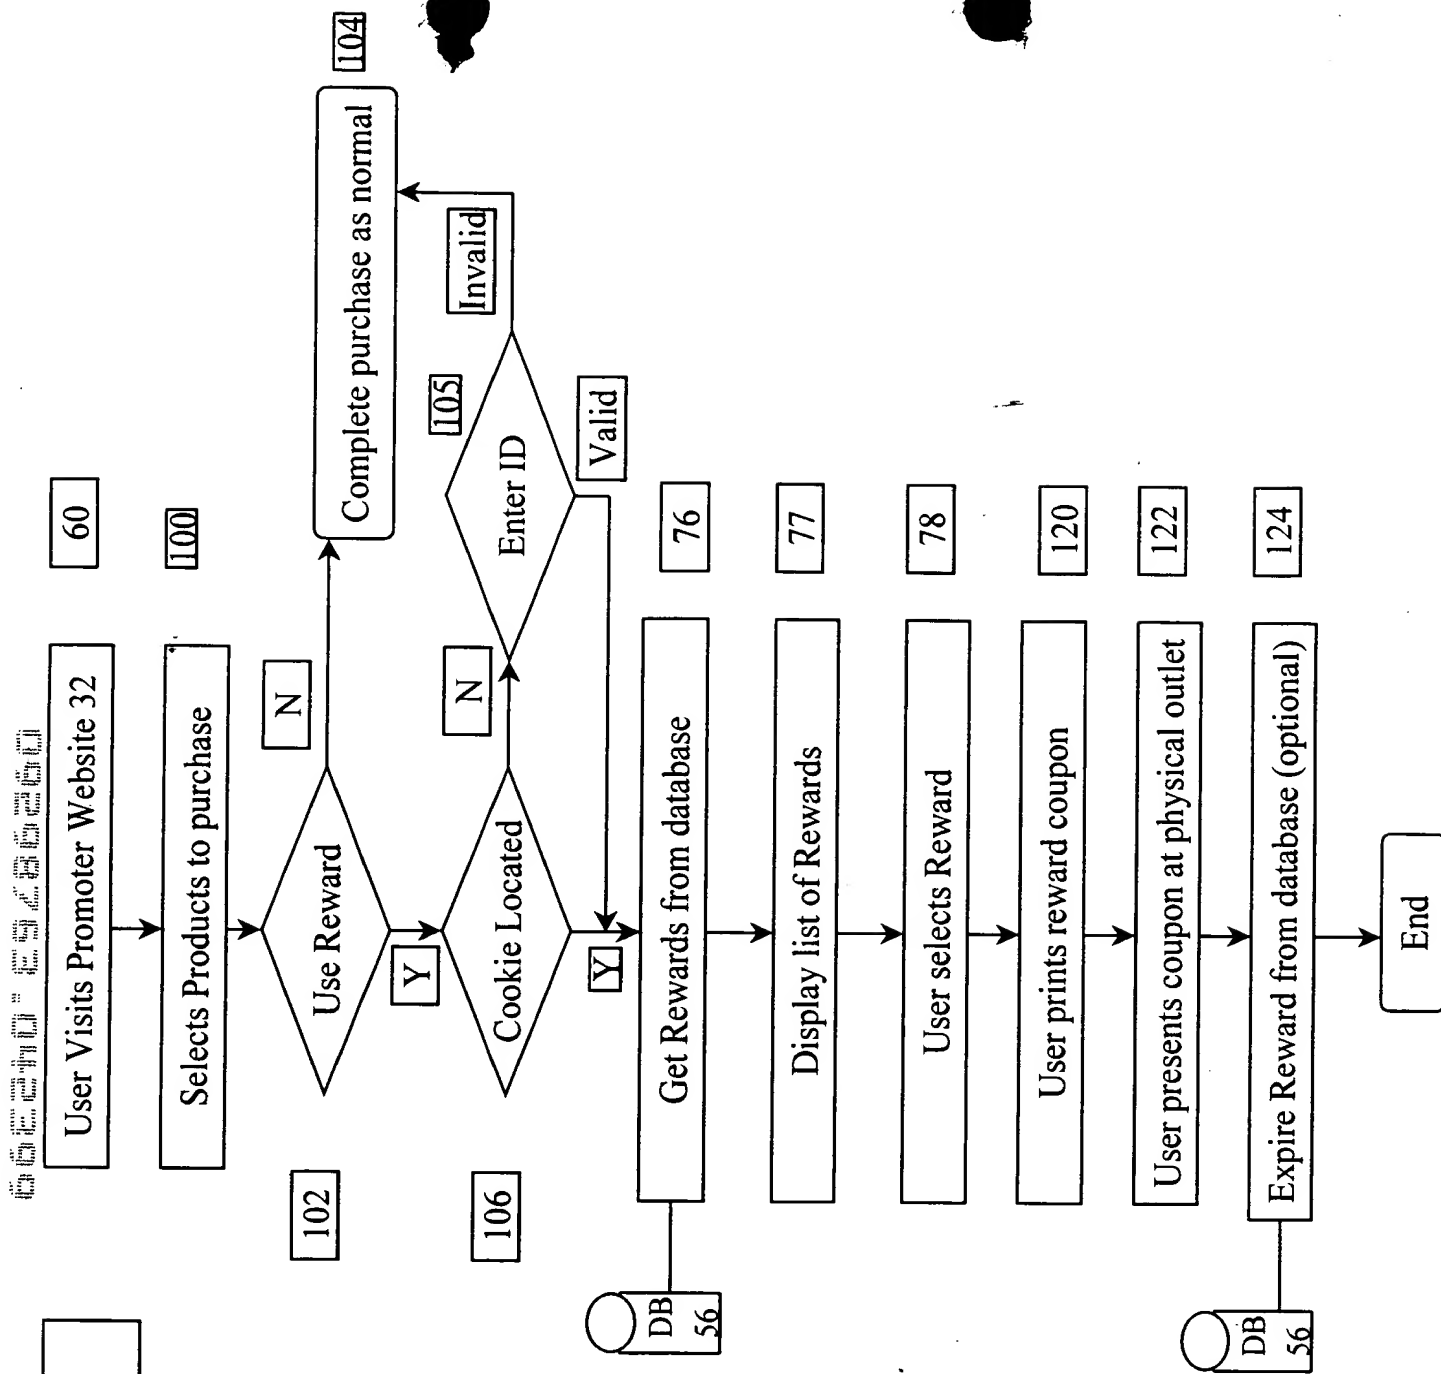 User Visits Promoter Website 32
60
Selects Products to purchase
100
Use Reward
102
N
Complete purchase as normal
104
Y
Cookie Located
106
N
Enter ID
105
Invalid
Valid
Y
Get Rewards from database
76
DB
56
Display list of Rewards
77
User selects Reward
78
User prints reward coupon
120
User presents coupon at physical outlet
122
Expire Reward from database (optional)
124
DB
56
End